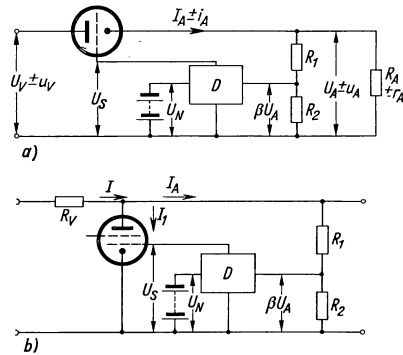 I_A ± i_A
U_V ± u_V
U_S
U_N
D
βU_A
R_1
R_2
U_A ± u_A
R_A
± r_A
a)
I
I_A
R_V
I_1
U_S
U_N
D
βU_A
R_1
R_2
b)